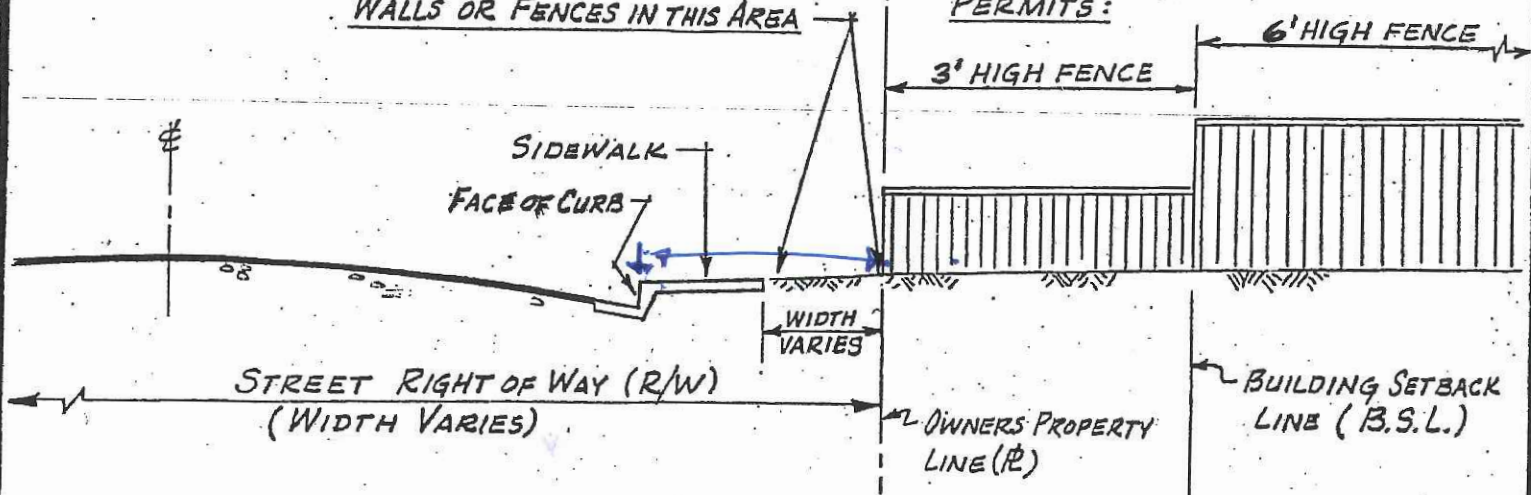 WALLS OR FENCES IN THIS AREA
PERMITS:
6' HIGH FENCE
3' HIGH FENCE
℄
SIDEWALK
FACE OF CURB
WIDTH
VARIES
STREET RIGHT OF WAY (R/W)
(WIDTH VARIES)
OWNERS PROPERTY
LINE (⅊)
BUILDING SETBACK
LINE (B.S.L.)